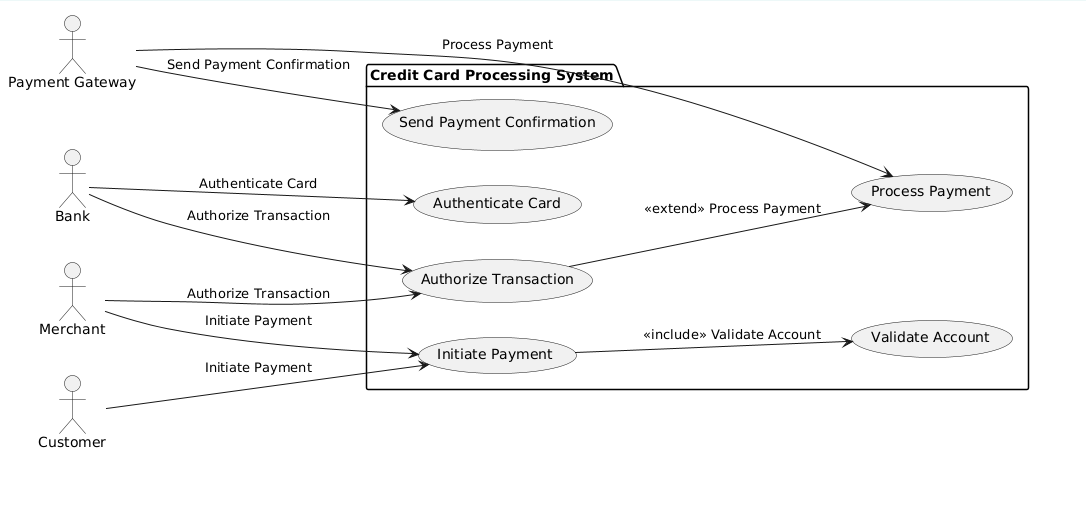 Process Payment
Send Payment Confirmation
Payment Gateway
Credit Card Processing System
Send Payment Confirmation
Authenticate Card
Process Payment
Authenticate Card
«extend» Process Payment
Bank
Authorize Transaction
Authorize Transaction
Authorize Transaction
Merchant
Initiate Payment
«include» Validate Account
Validate Account
Initiate Payment
Initiate Payment
Customer